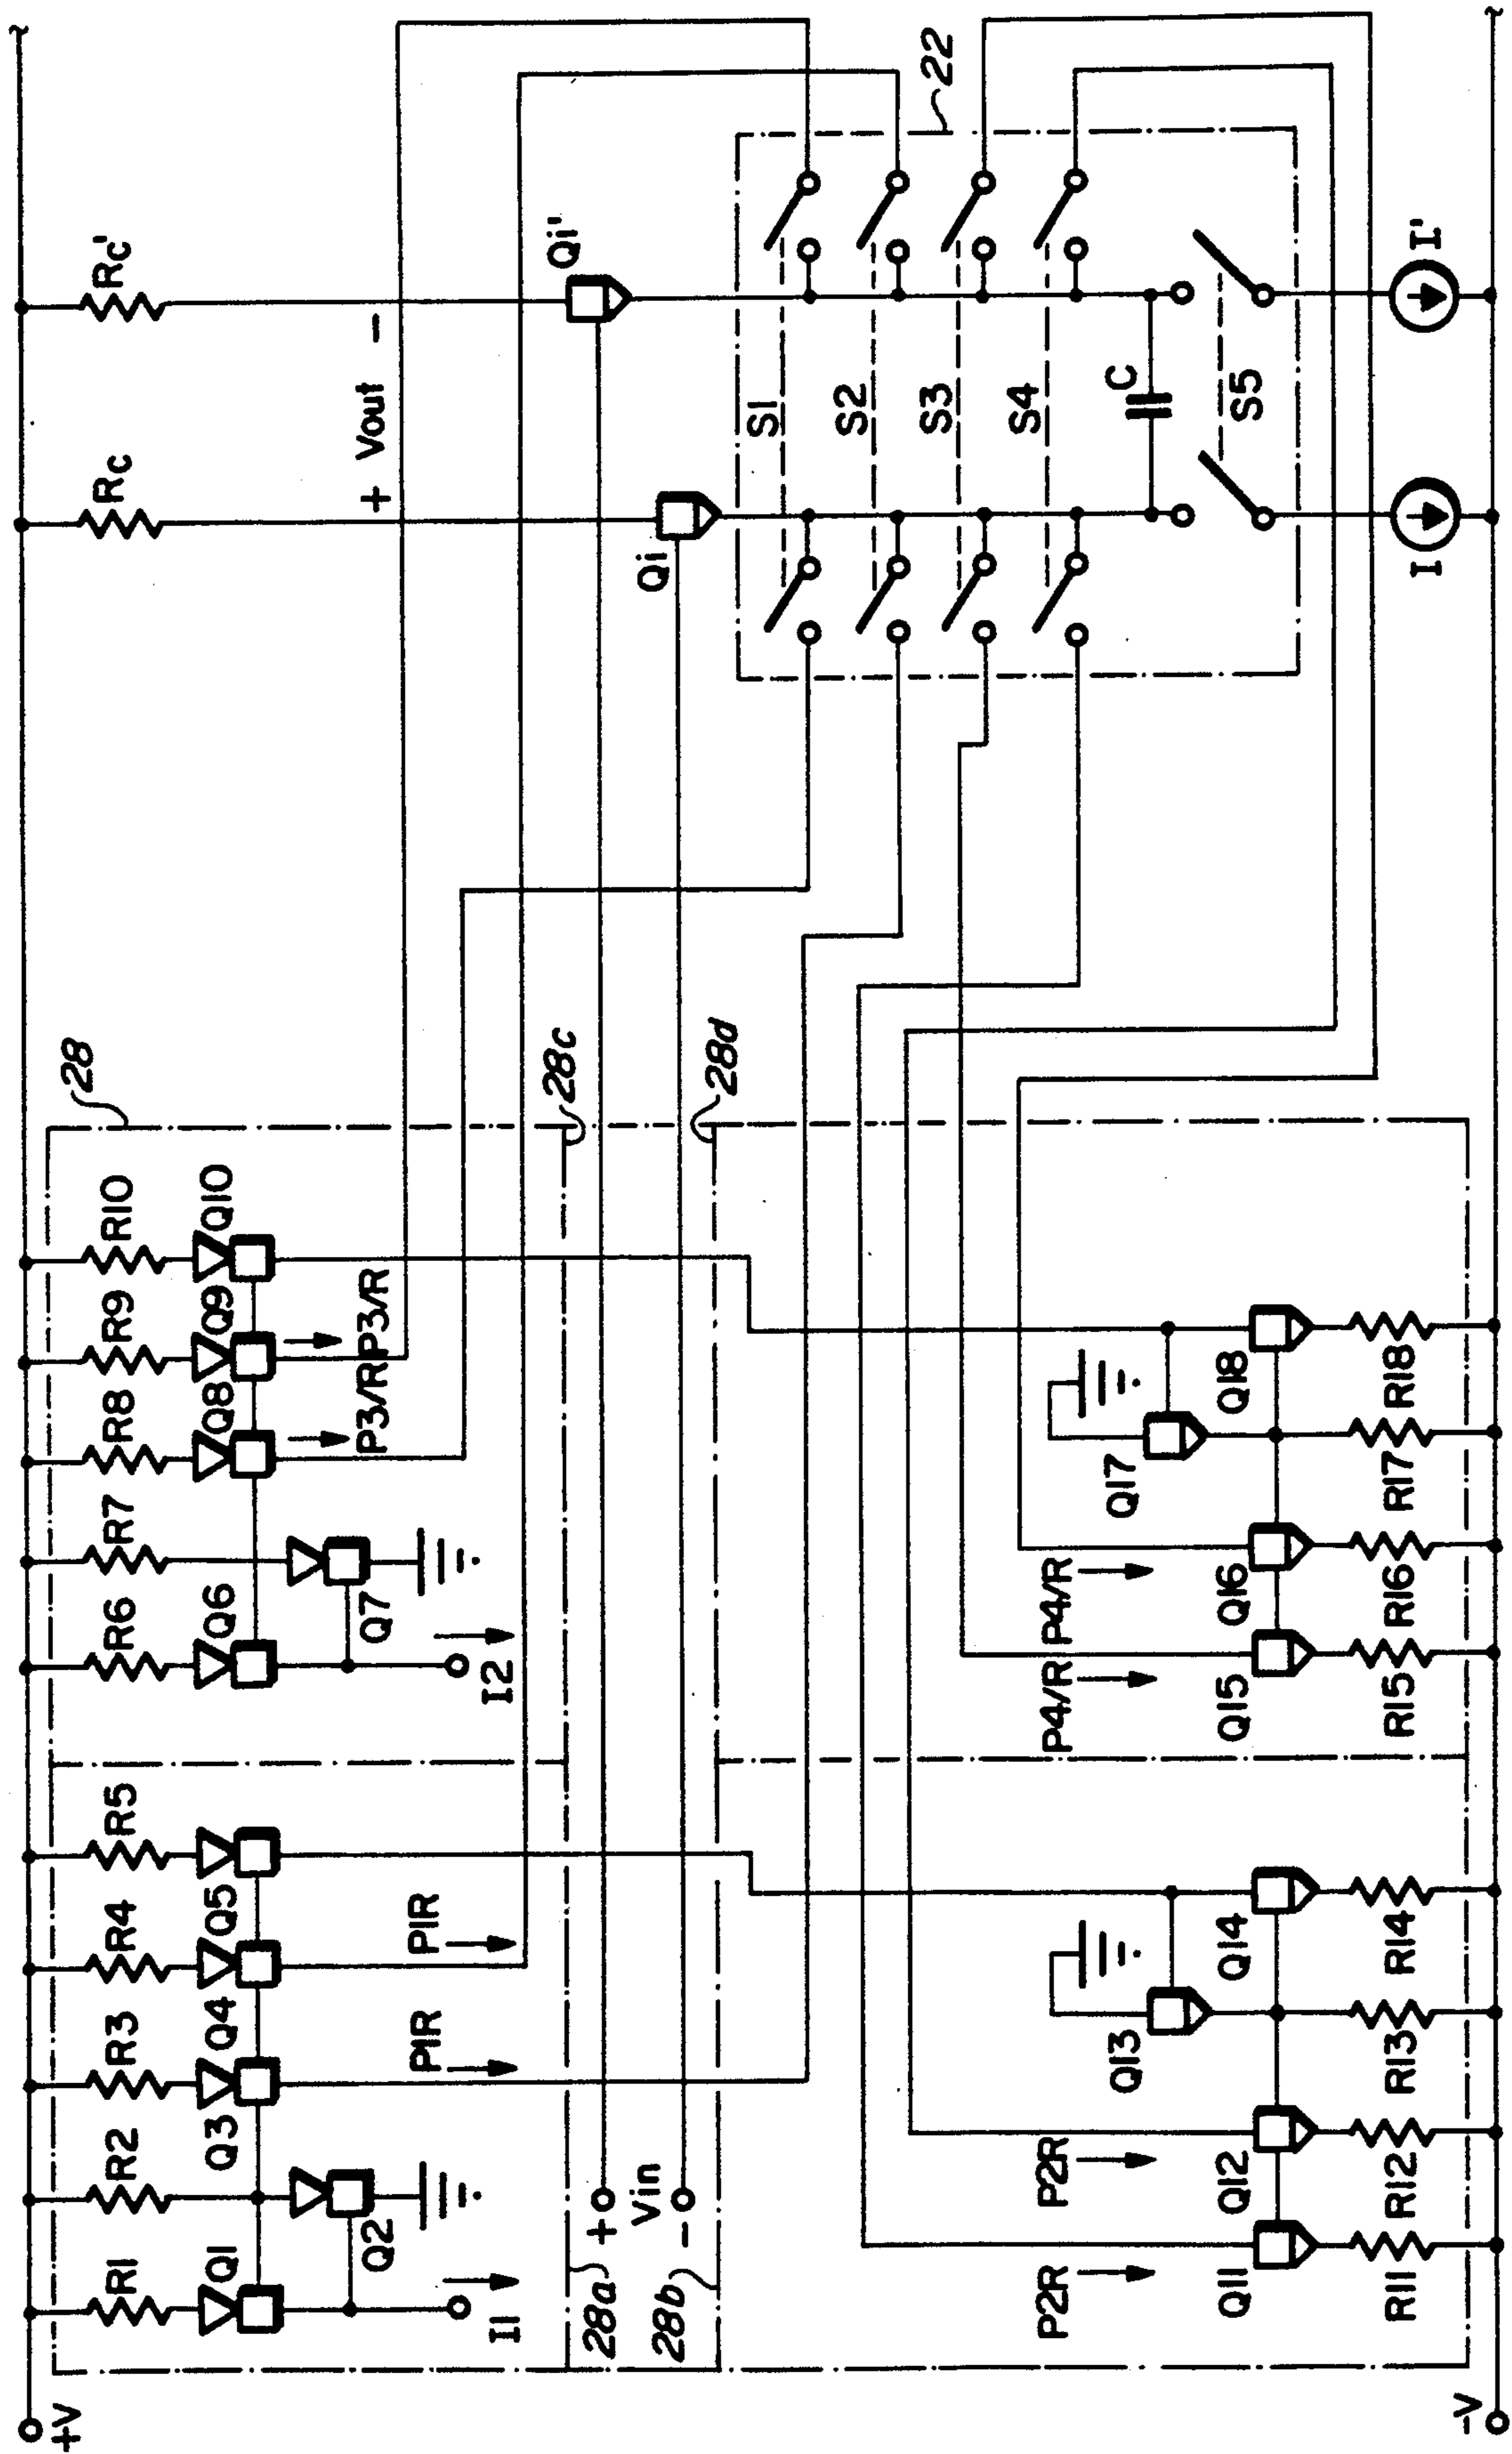 +V
R1
R2
R3
R4
R5
R6
R7
R8
R9
R10
Rc
Rc'
28
Q1
Q3
Q4
Q5
Q6
Q8
Q9
Q10
Q2
Q7
P3/R
P3/R
+ Vout -
I1
P1R
P1R
I2
28a
+
Vin
28b
-
28c
28d
Qi
Qi'
22
S1
S2
S3
S4
C
S5
P2R
P2R
Q13
P4/R
P4/R
Q17
Q11
Q12
Q14
Q15
Q16
Q18
R11
R12
R13
R14
R15
R16
R17
R18
I
I'
-V